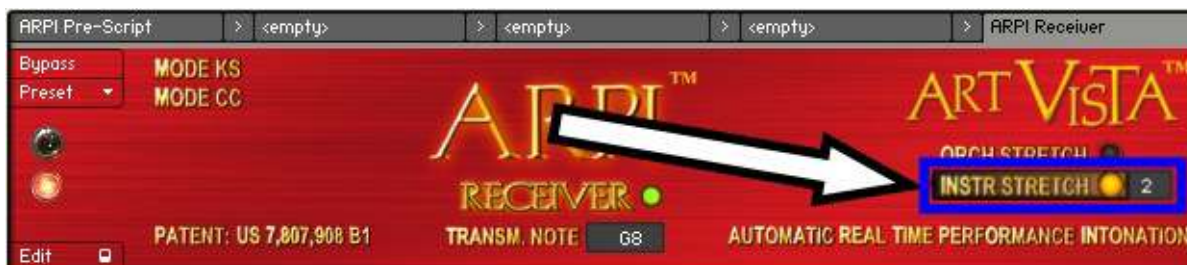 ARPI Pre-Script > <empty> > <empty> > <empty> > ARPI Receiver
Bypass
Preset
MODE KS
MODE CC
ARPI™
ART VISTA™
ORCH STRETCH
INSTR STRETCH 2
RECEIVER
PATENT: US 7,807,908 B1 TRANSM. NOTE G8 AUTOMATIC REAL TIME PERFORMANCE INTONATION
Edit